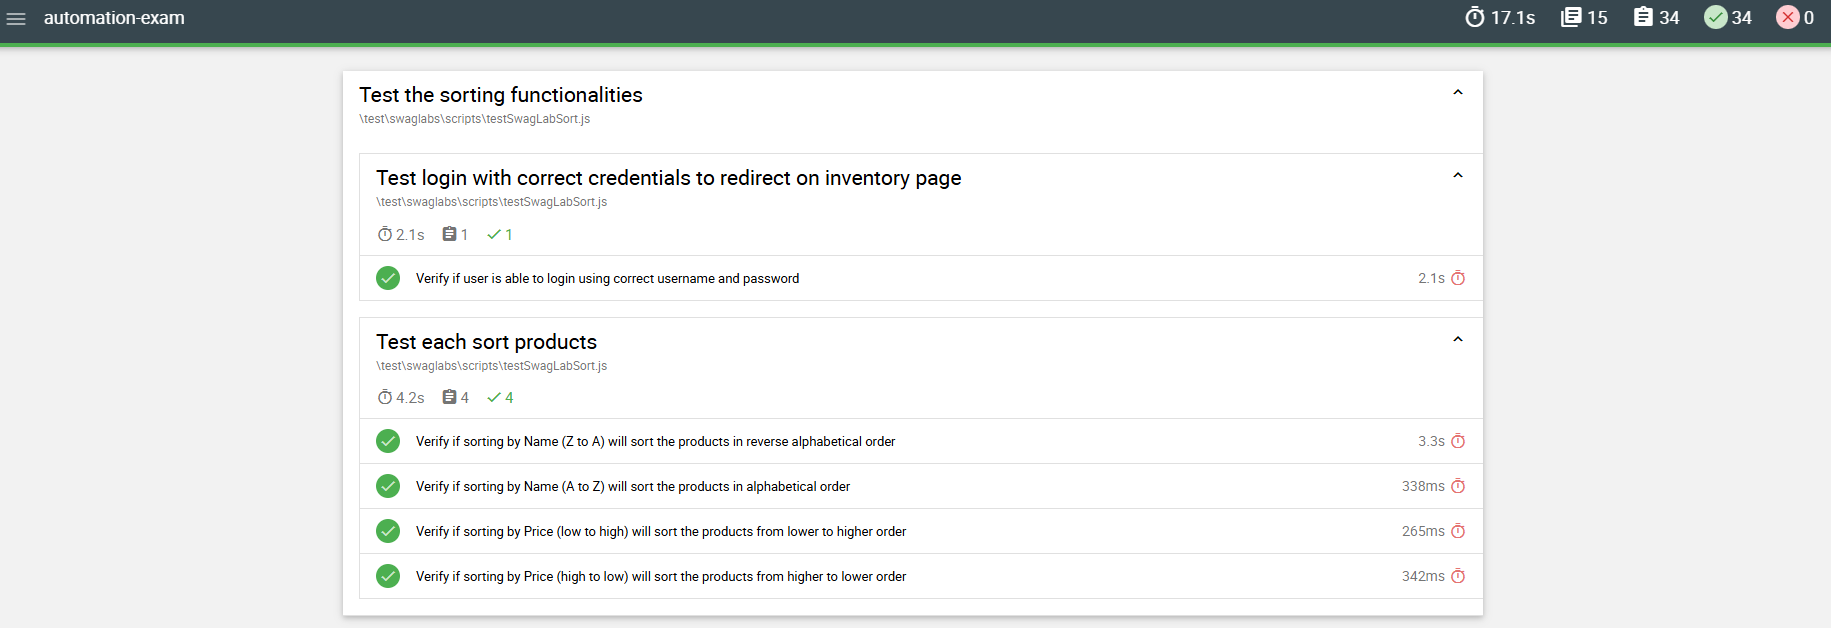 automation-exam 17.1s 15 34 34 0
Test the sorting functionalities
\test\swaglabs\scripts\testSwagLabSort.js
Test login with correct credentials to redirect on inventory page
\test\swaglabs\scripts\testSwagLabSort.js
2.1s 1 1
Verify if user is able to login using correct username and password 2.1s
Test each sort products
\test\swaglabs\scripts\testSwagLabSort.js
4.2s 4 4
Verify if sorting by Name (Z to A) will sort the products in reverse alphabetical order 3.3s
Verify if sorting by Name (A to Z) will sort the products in alphabetical order 338ms
Verify if sorting by Price (low to high) will sort the products from lower to higher order 265ms
Verify if sorting by Price (high to low) will sort the products from higher to lower order 342ms